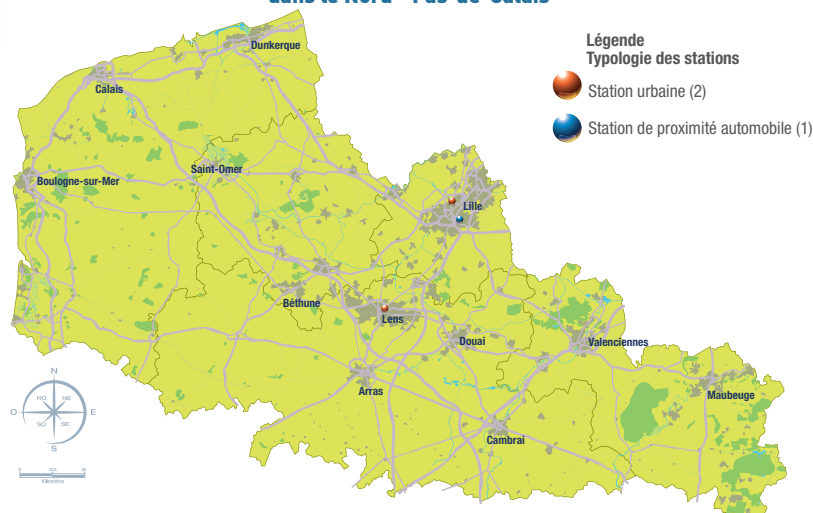 dans le Nord - Pas-de-Calais
Légende
Typologie des stations
Station urbaine (2)
Station de proximité automobile (1)
Dunkerque
Calais
Saint-Omer
Boulogne-sur-Mer
Lille
Béthune
Lens
Douai
Valenciennes
Arras
Maubeuge
Cambrai
N
NO NE
O E
SO SE
S
Kilomètres